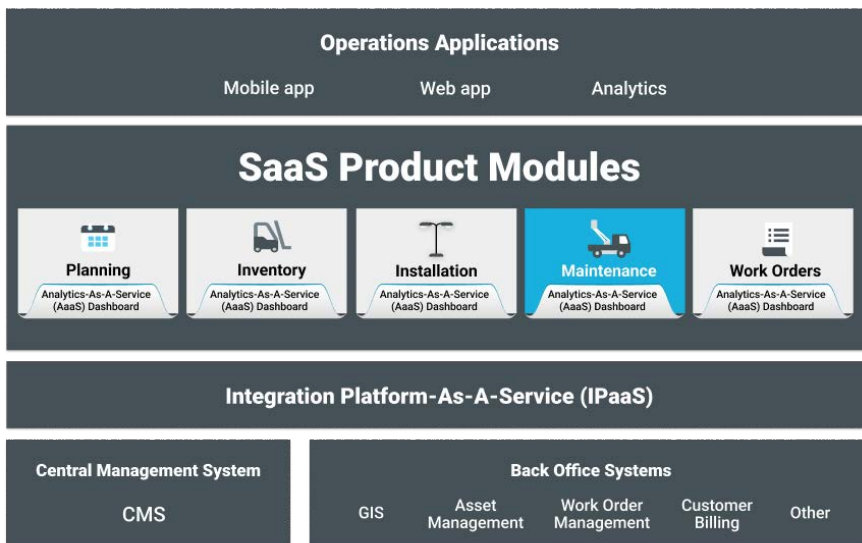 Operations Applications
Mobile app Web app Analytics
SaaS Product Modules
Planning
Analytics-As-A-Service
(AaaS) Dashboard
Inventory
Analytics-As-A-Service
(AaaS) Dashboard
Installation
Analytics-As-A-Service
(AaaS) Dashboard
Maintenance
Analytics-As-A-Service
(AaaS) Dashboard
Work Orders
Analytics-As-A-Service
(AaaS) Dashboard
Integration Platform-As-A-Service (IPaaS)
Central Management System
CMS
Back Office Systems
GIS
Asset
Management
Work Order
Management
Customer
Billing
Other